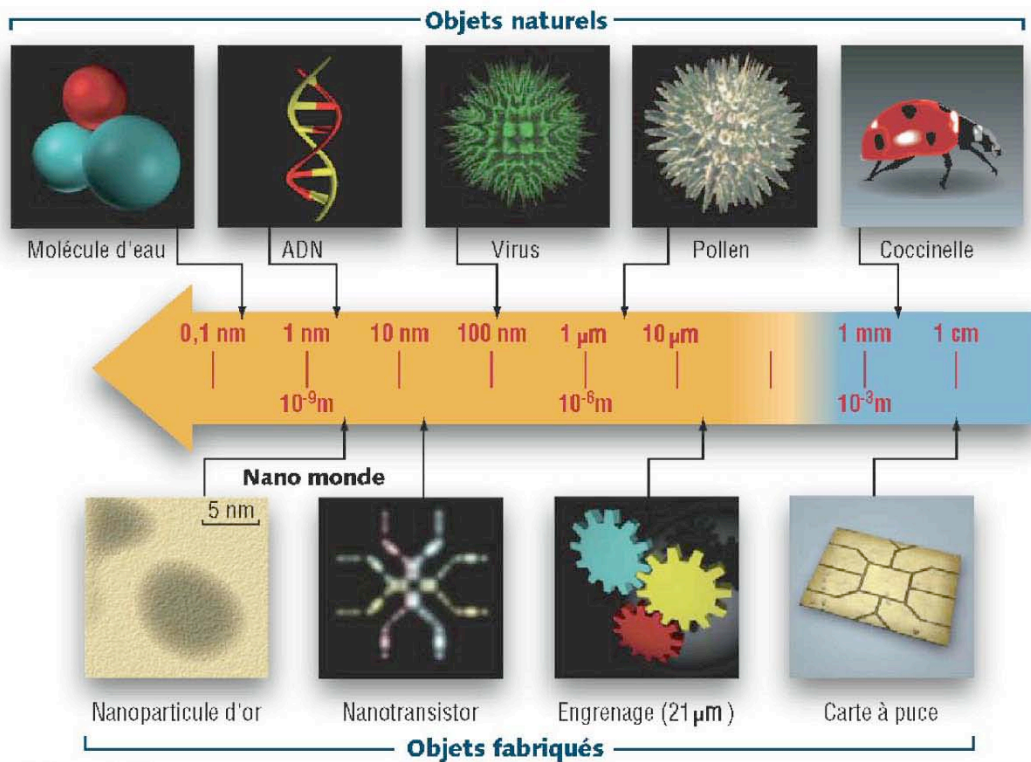 Objets naturels
Molécule d'eau
ADN
Virus
Pollen
Coccinelle
0,1 nm 1 nm 10 nm 100 nm 1 µm 10 µm 1 mm 1 cm
10⁻⁹m 10⁻⁶m 10⁻³m
Nano monde
5 nm
Nanoparticule d'or
Nanotransistor
Engrenage (21 µm)
Carte à puce
Objets fabriqués